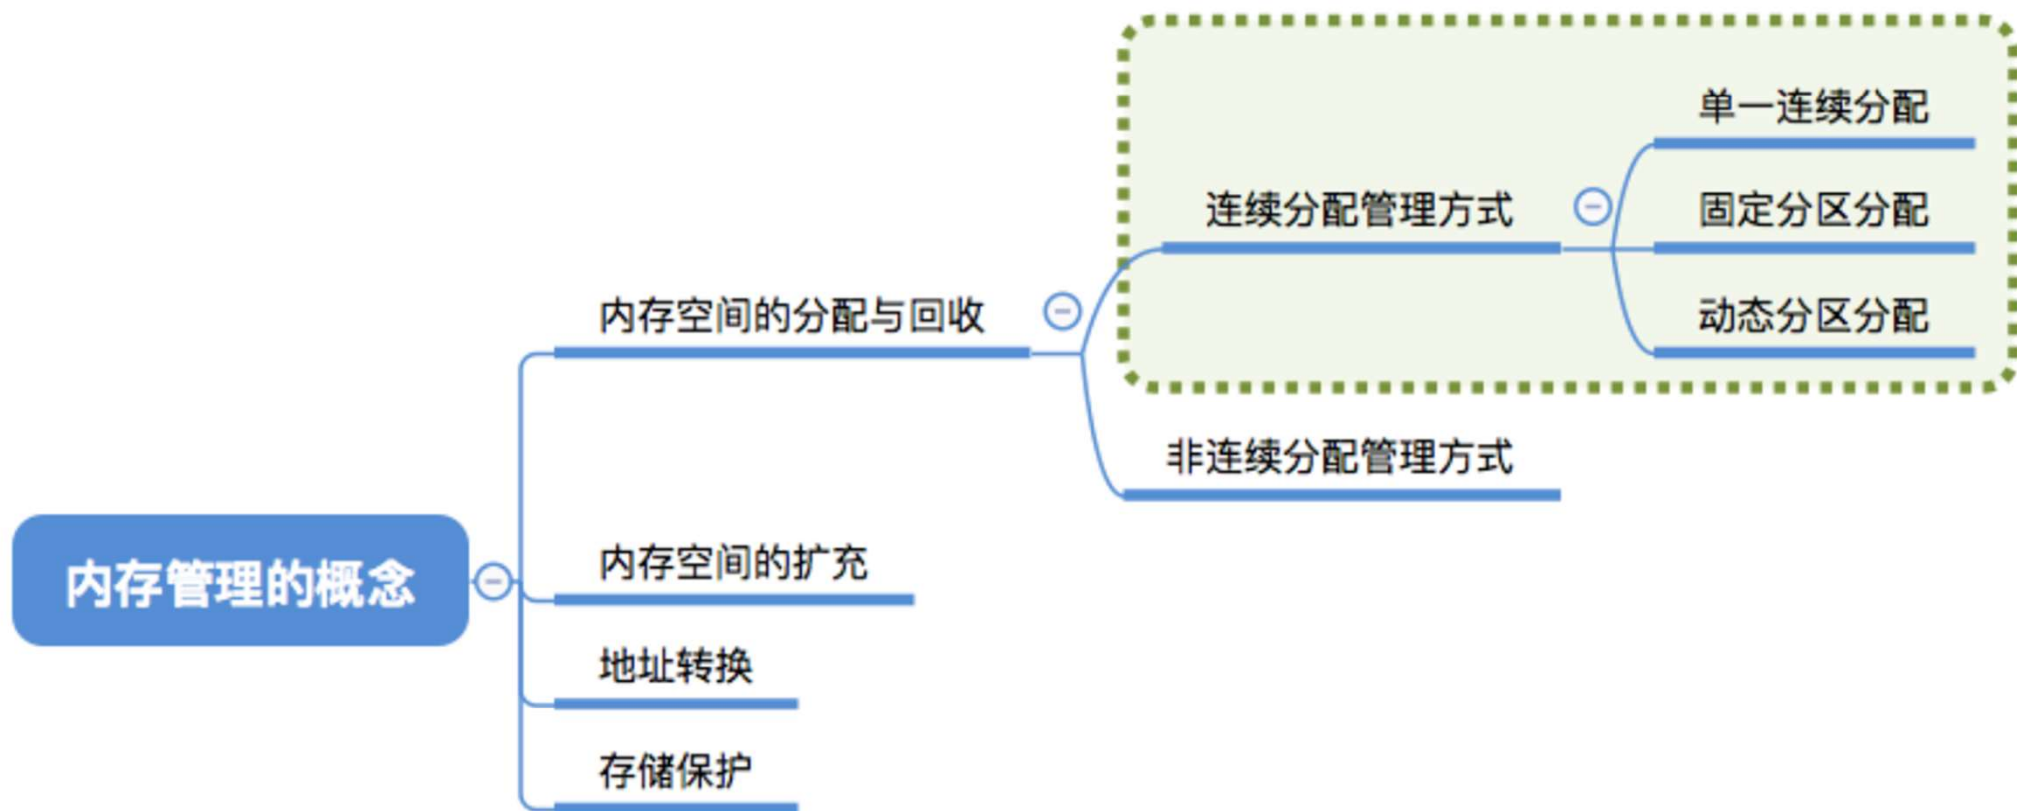 单一连续分配
连续分配管理方式
固定分区分配
内存空间的分配与回收
动态分区分配
非连续分配管理方式
内存管理的概念
内存空间的扩充
地址转换
存储保护